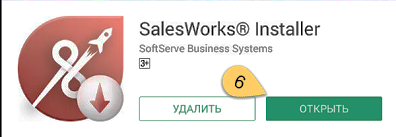 SalesWorks® Installer
SoftServe Business Systems
3+
6
УДАЛИТЬ
ОТКРЫТЬ